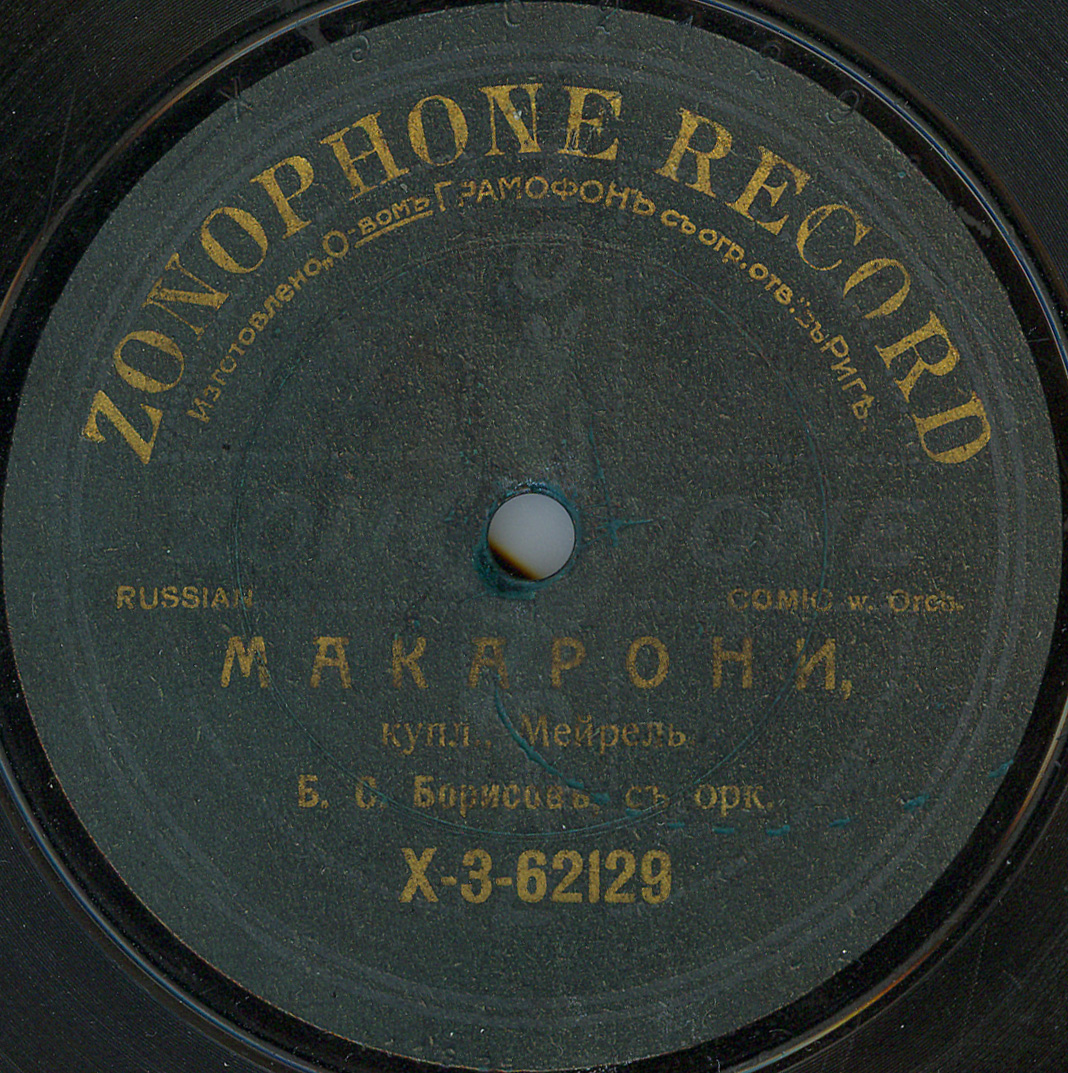 ZONOPHONE RECORD
Изготовлено „О-вомъ ГРАМОФОНЪ съ огр. отв.“ въ РИГѢ.
RUSSIAN
COMIC w. Orch.
МАКАРОНИ,
купл., Мейрель
Б. С. Борисовъ, съ орк.
X-3-62129